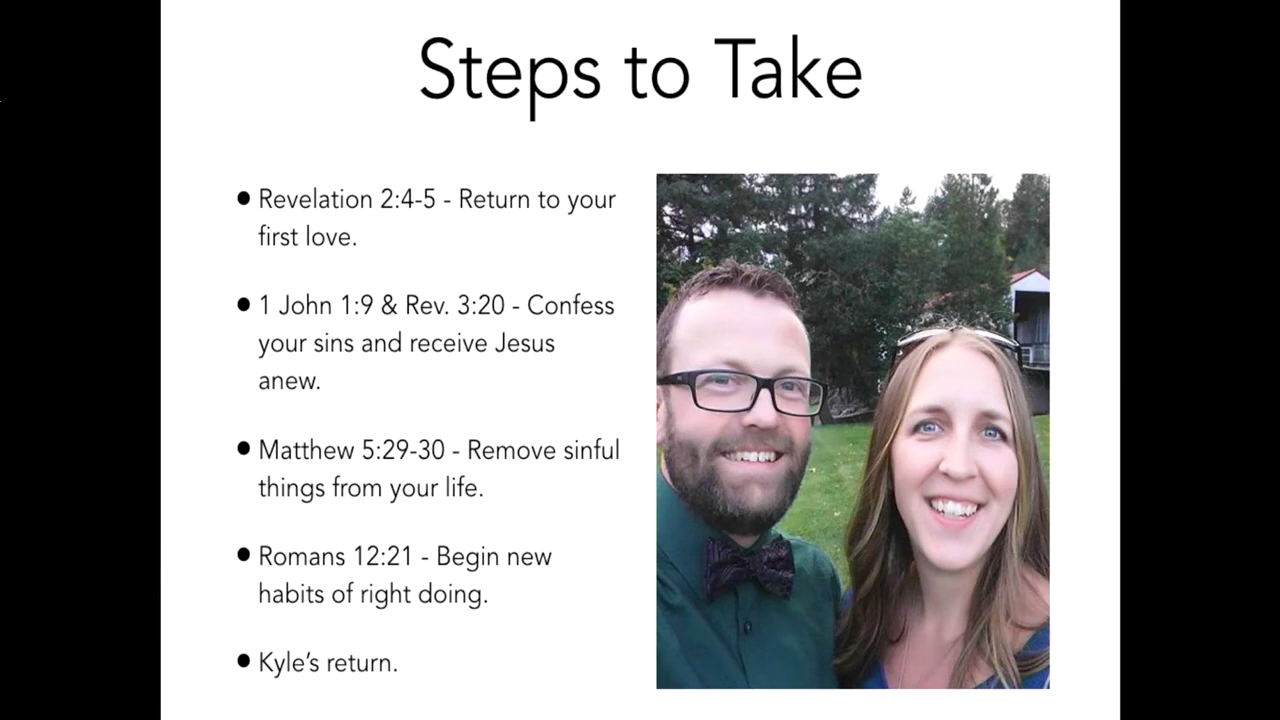 Steps to Take
• Revelation 2:4-5 - Return to your
first love.
• 1 John 1:9 & Rev. 3:20 - Confess
your sins and receive Jesus
anew.
• Matthew 5:29-30 - Remove sinful
things from your life.
• Romans 12:21 - Begin new
habits of right doing.
• Kyle’s return.